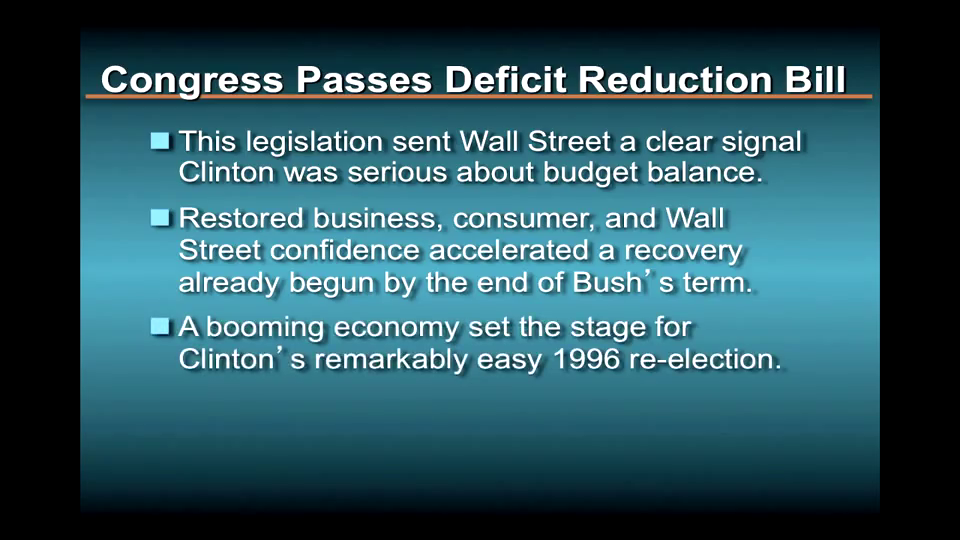 Congress Passes Deficit Reduction Bill
This legislation sent Wall Street a clear signal
Clinton was serious about budget balance.
Restored business, consumer, and Wall
Street confidence accelerated a recovery
already begun by the end of Bush’s term.
A booming economy set the stage for
Clinton’s remarkably easy 1996 re-election.